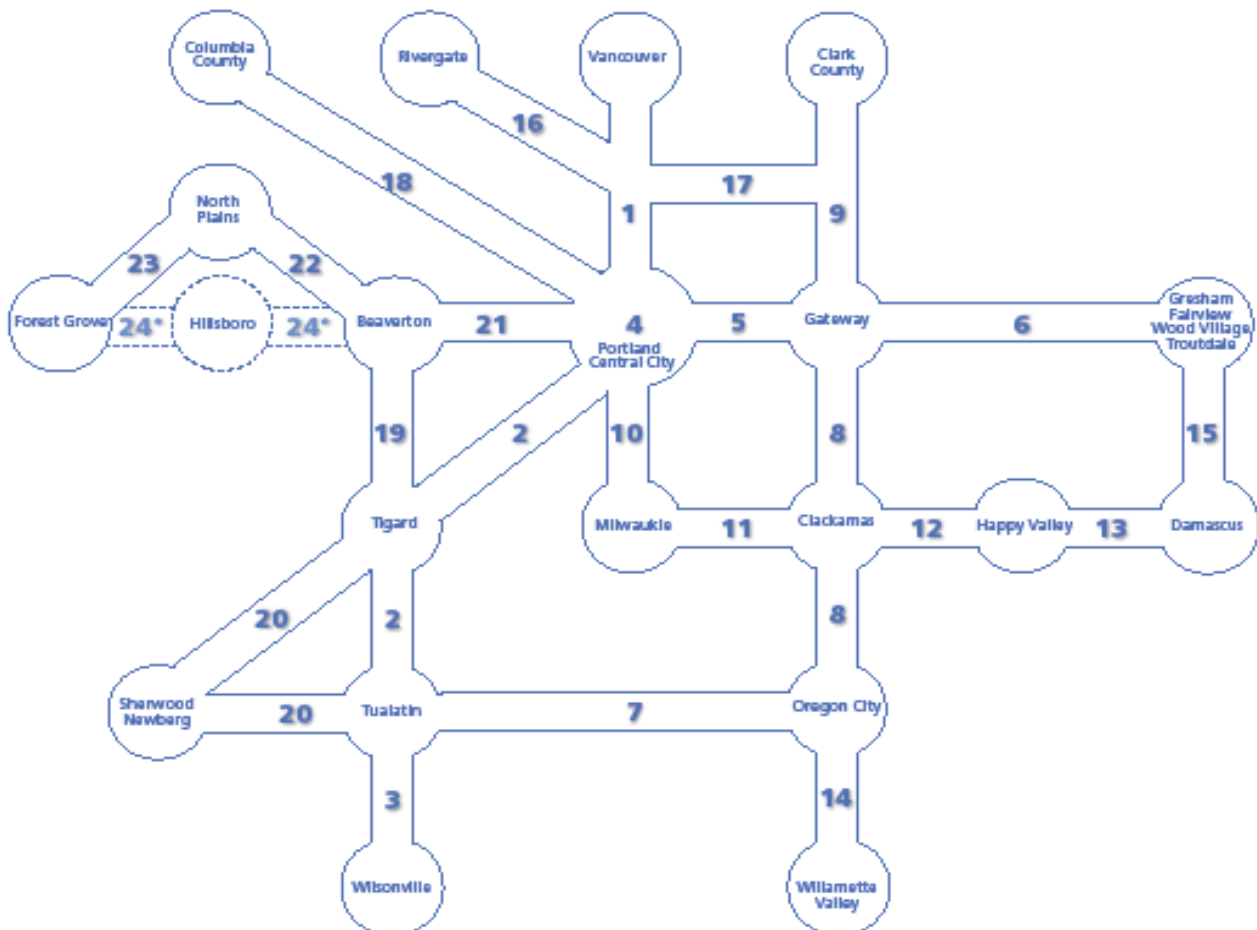 Columbia
County
Rivergate
Vancouver
Clark
County
16
18
17
North
Plains
1
9
23
22
Forest Grove
24*
Hillsboro
24*
Beaverton
21
4
Portland
Central City
5
Gateway
6
Gresham
Fairview
Wood Village
Troutdale
19
2
10
8
15
Tigard
Milwaukie
11
Clackamas
12
Happy Valley
13
Damascus
20
2
8
Sherwood
Newberg
20
Tualatin
7
Oregon City
3
14
Wilsonville
Willamette
Valley